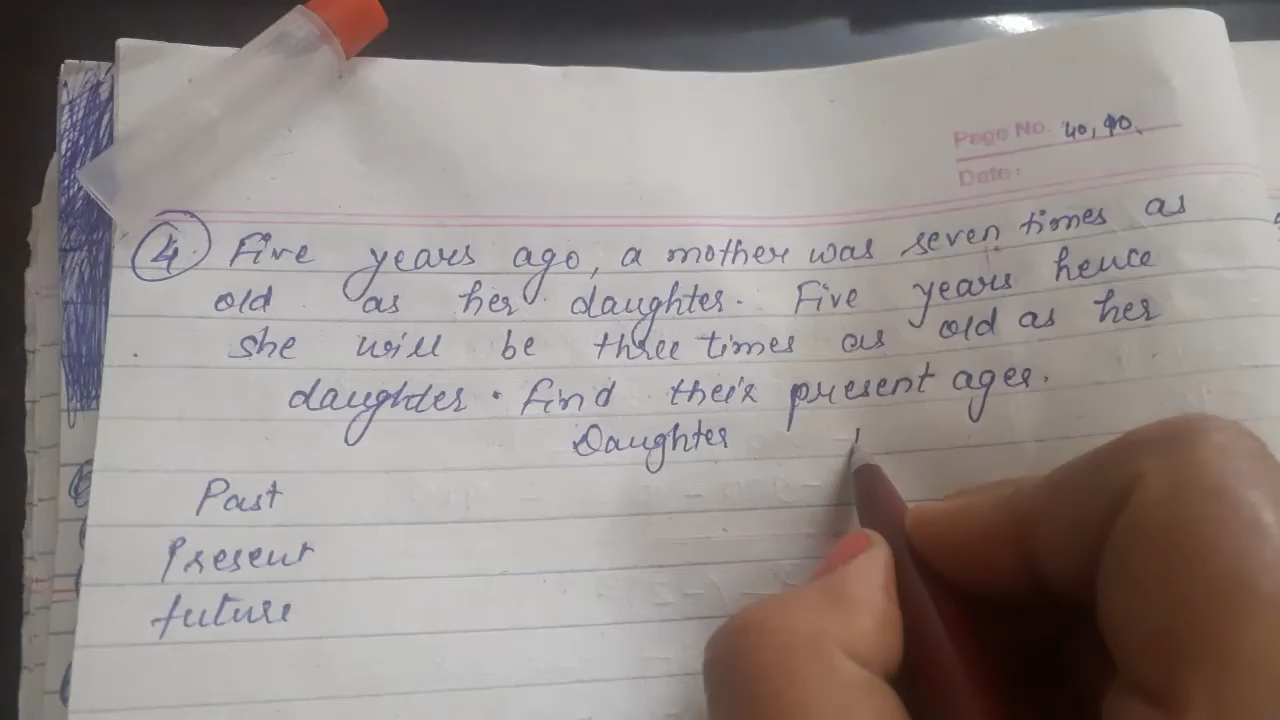 Page No. 40, 90.
Date:
4. Five years ago, a mother was seven times as
old as her daughter. Five years hence
she will be three times as old as her
daughter. Find their present ages.
Daughter
Past
Present
future